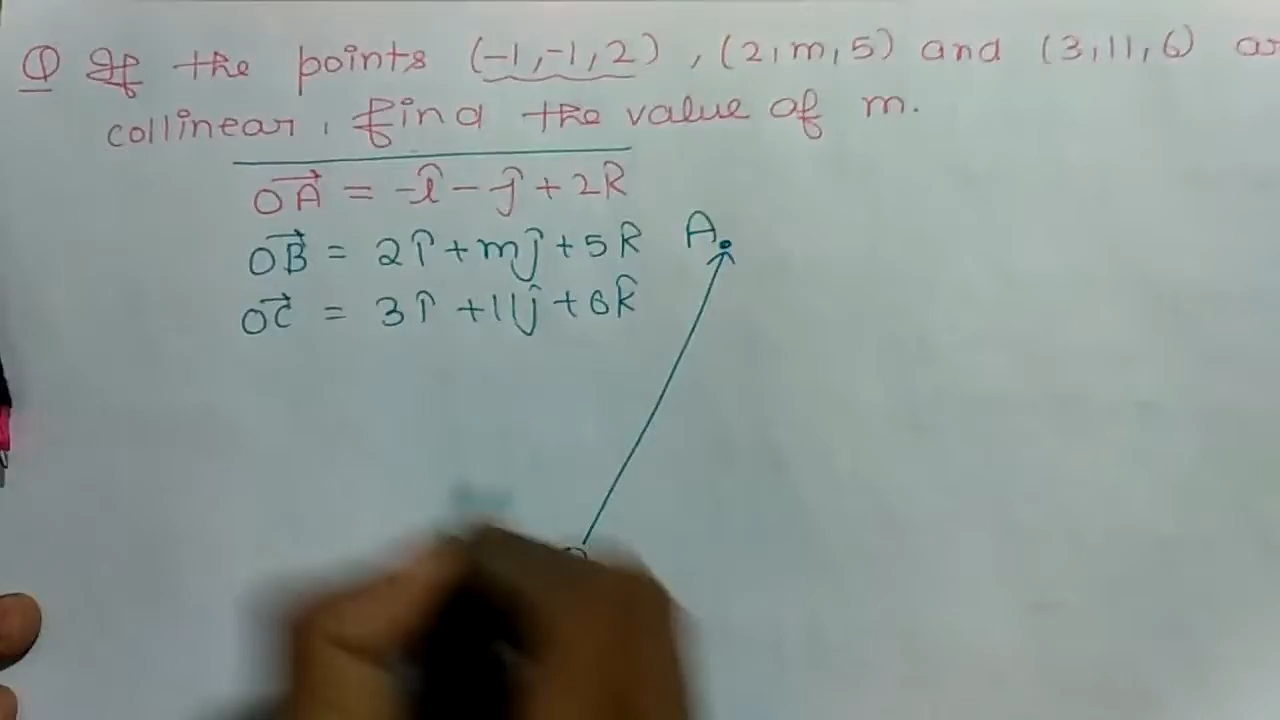 Q If the points (-1,-1,2), (2,m,5) and (3,11,6) ar
collinear, find the value of m.
OA = -î - ĵ + 2k̂
OB = 2î + mĵ + 5k̂ A
OC = 3î + 11ĵ + 6k̂